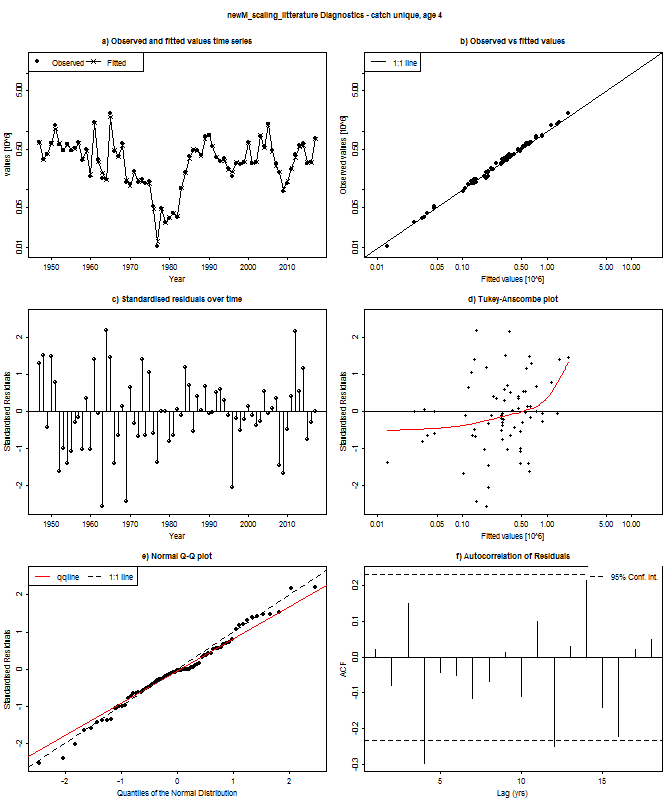 newM_scaling_litterature Diagnostics - catch unique, age 4
a) Observed and fitted values time series
Observed Fitted
values [10^6]
5.00
0.50
0.05
0.01
1950 1960 1970 1980 1990 2000 2010
Year
b) Observed vs fitted values
1:1 line
Observed values [10^6]
5.00
0.50
0.05
0.01
0.01 0.05 0.10 0.50 1.00 5.00 10.00
Fitted values [10^6]
c) Standardised residuals over time
Standardised Residuals
2
1
0
-1
-2
1950 1960 1970 1980 1990 2000 2010
Year
d) Tukey-Anscombe plot
Standardised Residuals
2
1
0
-1
-2
0.01 0.05 0.10 0.50 1.00 5.00 10.00
Fitted values [10^6]
e) Normal Q-Q plot
qqline 1:1 line
Standardised Residuals
2
1
0
-1
-2
-2 -1 0 1 2
Quantiles of the Normal Distribution
f) Autocorrelation of Residuals
95% Conf. Int.
ACF
0.2
0.1
0.0
-0.1
-0.2
-0.3
5 10 15
Lag (yrs)